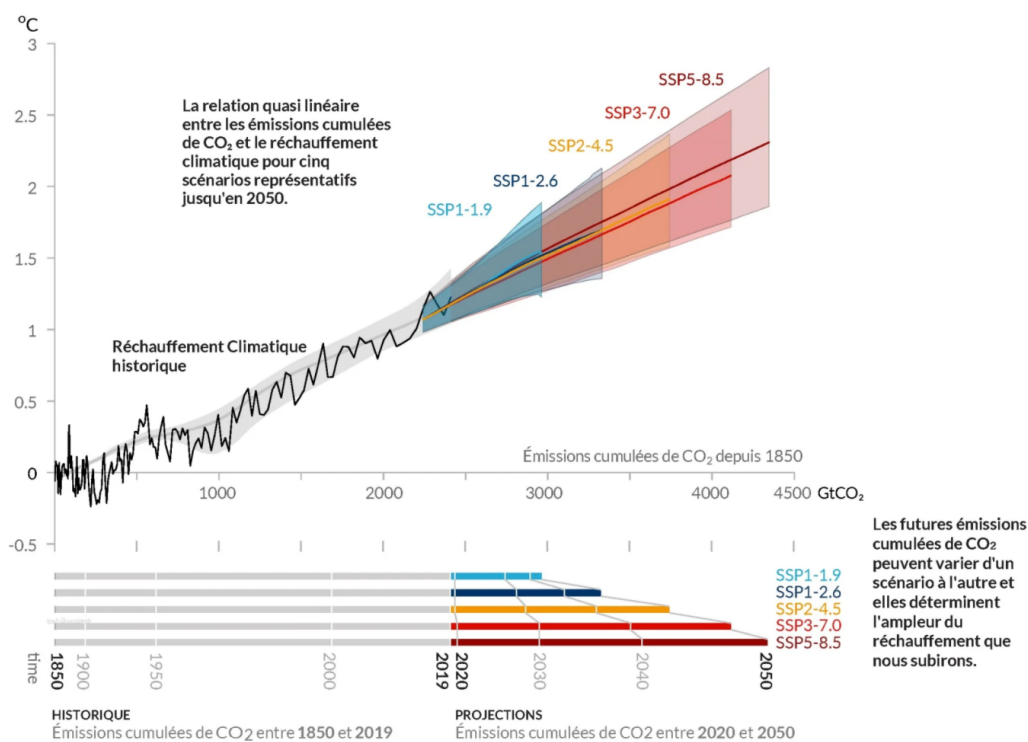 °C
3
2.5
2
1.5
1
0.5
0
-0.5
La relation quasi linéaire
entre les émissions cumulées
de CO₂ et le réchauffement
climatique pour cinq
scénarios représentatifs
jusqu'en 2050.
SSP5-8.5
SSP3-7.0
SSP2-4.5
SSP1-2.6
SSP1-1.9
Réchauffement Climatique
historique
Émissions cumulées de CO₂ depuis 1850
1000
2000
3000
4000
4500
GtCO₂
Les futures émissions
cumulées de CO₂
peuvent varier d'un
scénario à l'autre et
elles déterminent
l'ampleur du
réchauffement que
nous subirons.
SSP1-1.9
SSP1-2.6
SSP2-4.5
SSP3-7.0
SSP5-8.5
time
1850
1900
1950
2000
2019
2020
2030
2040
2050
HISTORIQUE
Émissions cumulées de CO2 entre 1850 et 2019
PROJECTIONS
Émissions cumulées de CO2 entre 2020 et 2050